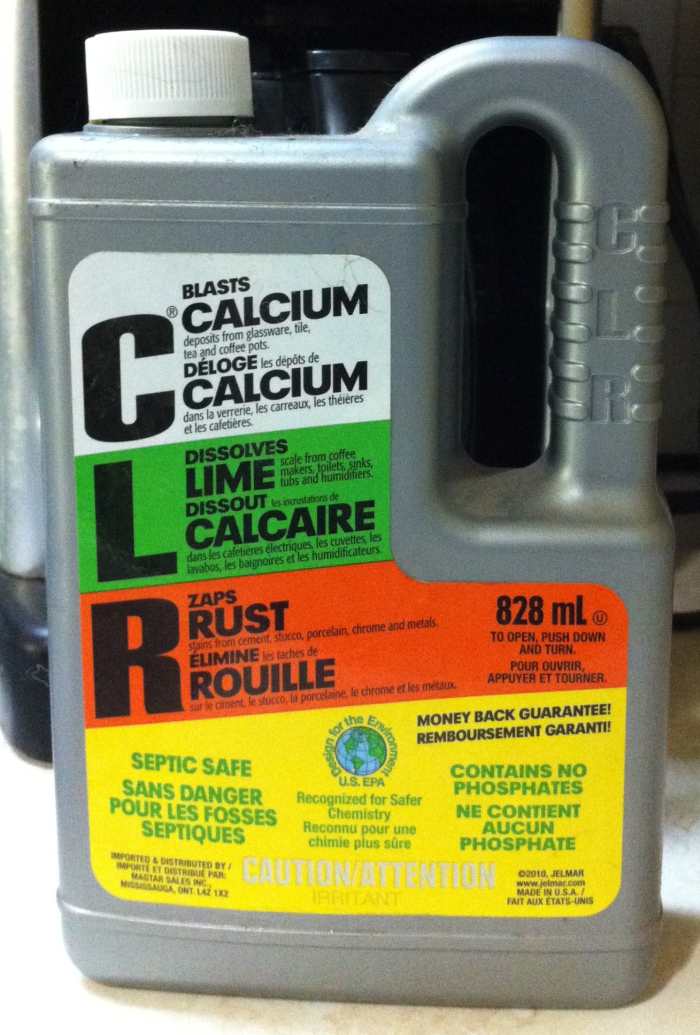 C L R
C
®
BLASTS
CALCIUM
deposits from glassware, tile,
tea and coffee pots.
DÉLOGE les dépôts de
CALCIUM
dans la verrerie, les carreaux, les théières
et les cafetières.
L
DISSOLVES
LIME scale from coffee
makers, toilets, sinks,
tubs and humidifiers.
DISSOUT les incrustations de
CALCAIRE
dans les cafetières électriques, les cuvettes, les
lavabos, les baignoires et les humidificateurs.
R
ZAPS
RUST
stains from cement, stucco, porcelain, chrome and metals.
ÉLIMINE les taches de
ROUILLE
sur le ciment, le stucco, la porcelaine, le chrome et les métaux.
828 mL U
TO OPEN, PUSH DOWN
AND TURN.
POUR OUVRIR,
APPUYER ET TOURNER.
MONEY BACK GUARANTEE!
REMBOURSEMENT GARANTI!
Design for the Environment
U.S. EPA
Recognized for Safer
Chemistry
Reconnu pour une
chimie plus sûre
SEPTIC SAFE
SANS DANGER
POUR LES FOSSES
SEPTIQUES
CONTAINS NO
PHOSPHATES
NE CONTIENT
AUCUN
PHOSPHATE
IMPORTED & DISTRIBUTED BY /
IMPORTÉ ET DISTRIBUÉ PAR:
MAGTAR SALES INC.,
MISSISSAUGA, ONT. L4Z 1X2
CAUTION/ATTENTION
IRRITANT
©2010, JELMAR
www.jelmar.com
MADE IN U.S.A. /
FAIT AUX ÉTATS-UNIS